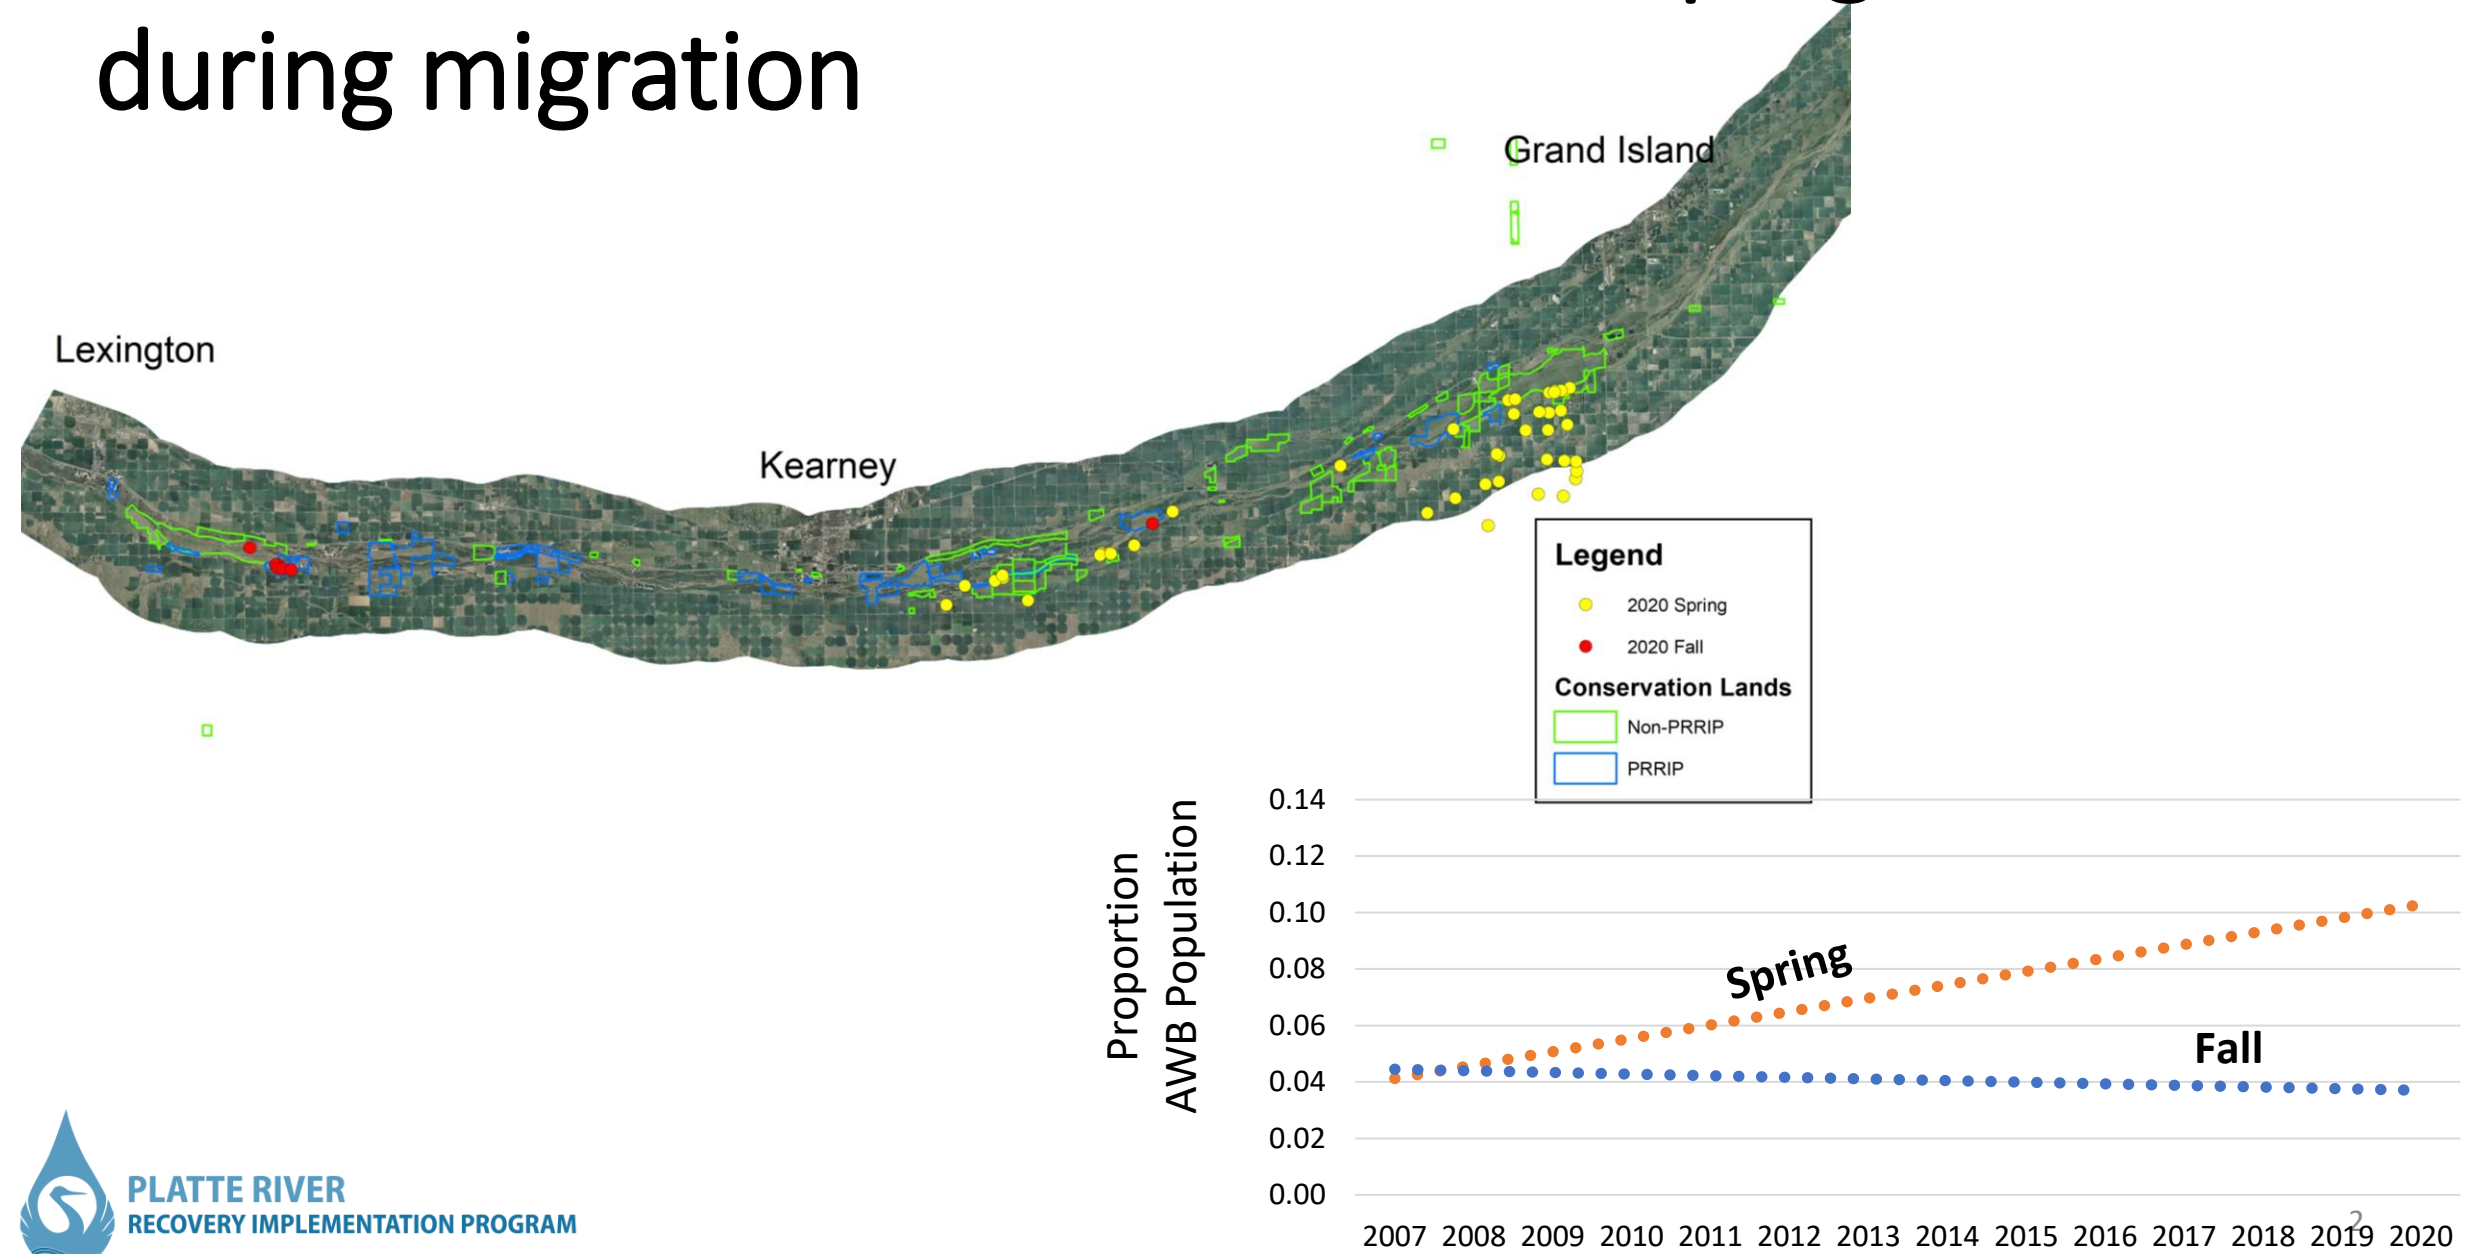 during migration
Grand Island
Lexington
Kearney
Legend
2020 Spring
2020 Fall
Conservation Lands
Non-PRRIP
PRRIP
Proportion
AWB Population
0.14
0.12
0.10
0.08
0.06
0.04
0.02
0.00
Spring
Fall
2007 2008 2009 2010 2011 2012 2013 2014 2015 2016 2017 2018 2019 2020
2
PLATTE RIVER
RECOVERY IMPLEMENTATION PROGRAM